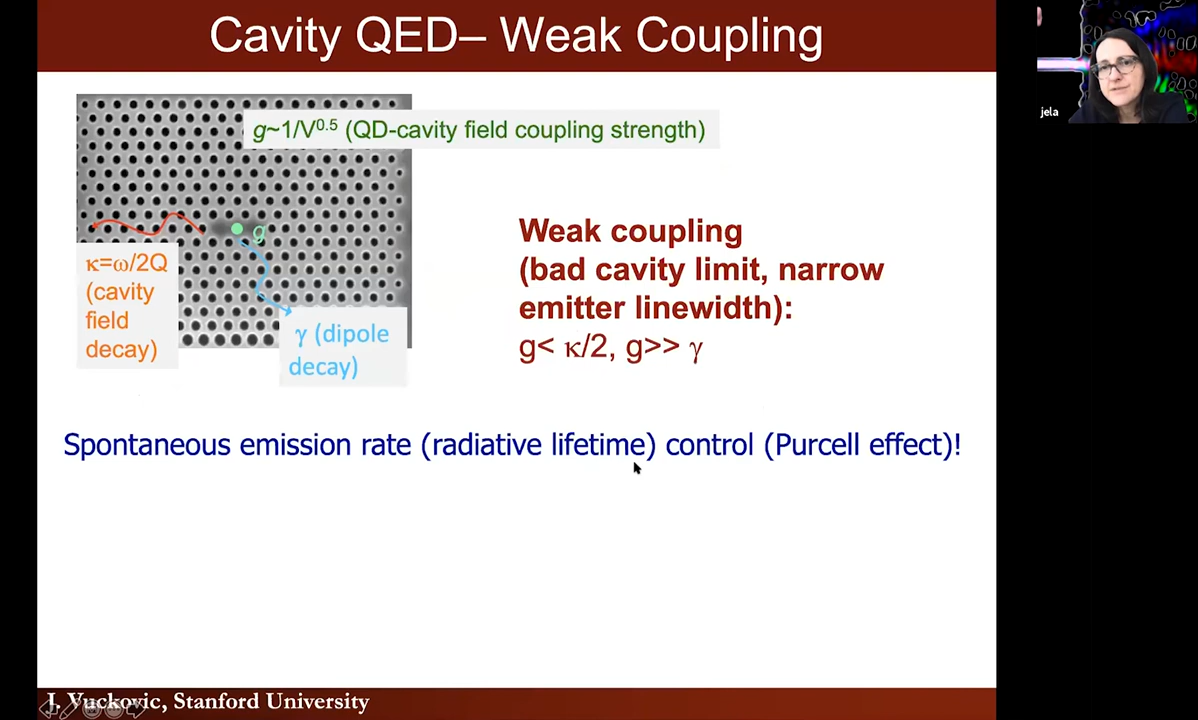 Cavity QED– Weak Coupling
g~1/V^0.5 (QD-cavity field coupling strength)
g
κ=ω/2Q
(cavity
field
decay)
γ (dipole
decay)
Weak coupling
(bad cavity limit, narrow
emitter linewidth):
g< κ/2, g>> γ
Spontaneous emission rate (radiative lifetime) control (Purcell effect)!
J. Vuckovic, Stanford University
jela